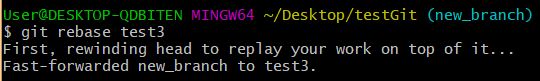 User@DESKTOP-QDBITEN MINGW64 ~/Desktop/testGit (new_branch)
$ git rebase test3
First, rewinding head to replay your work on top of it...
Fast-forwarded new_branch to test3.